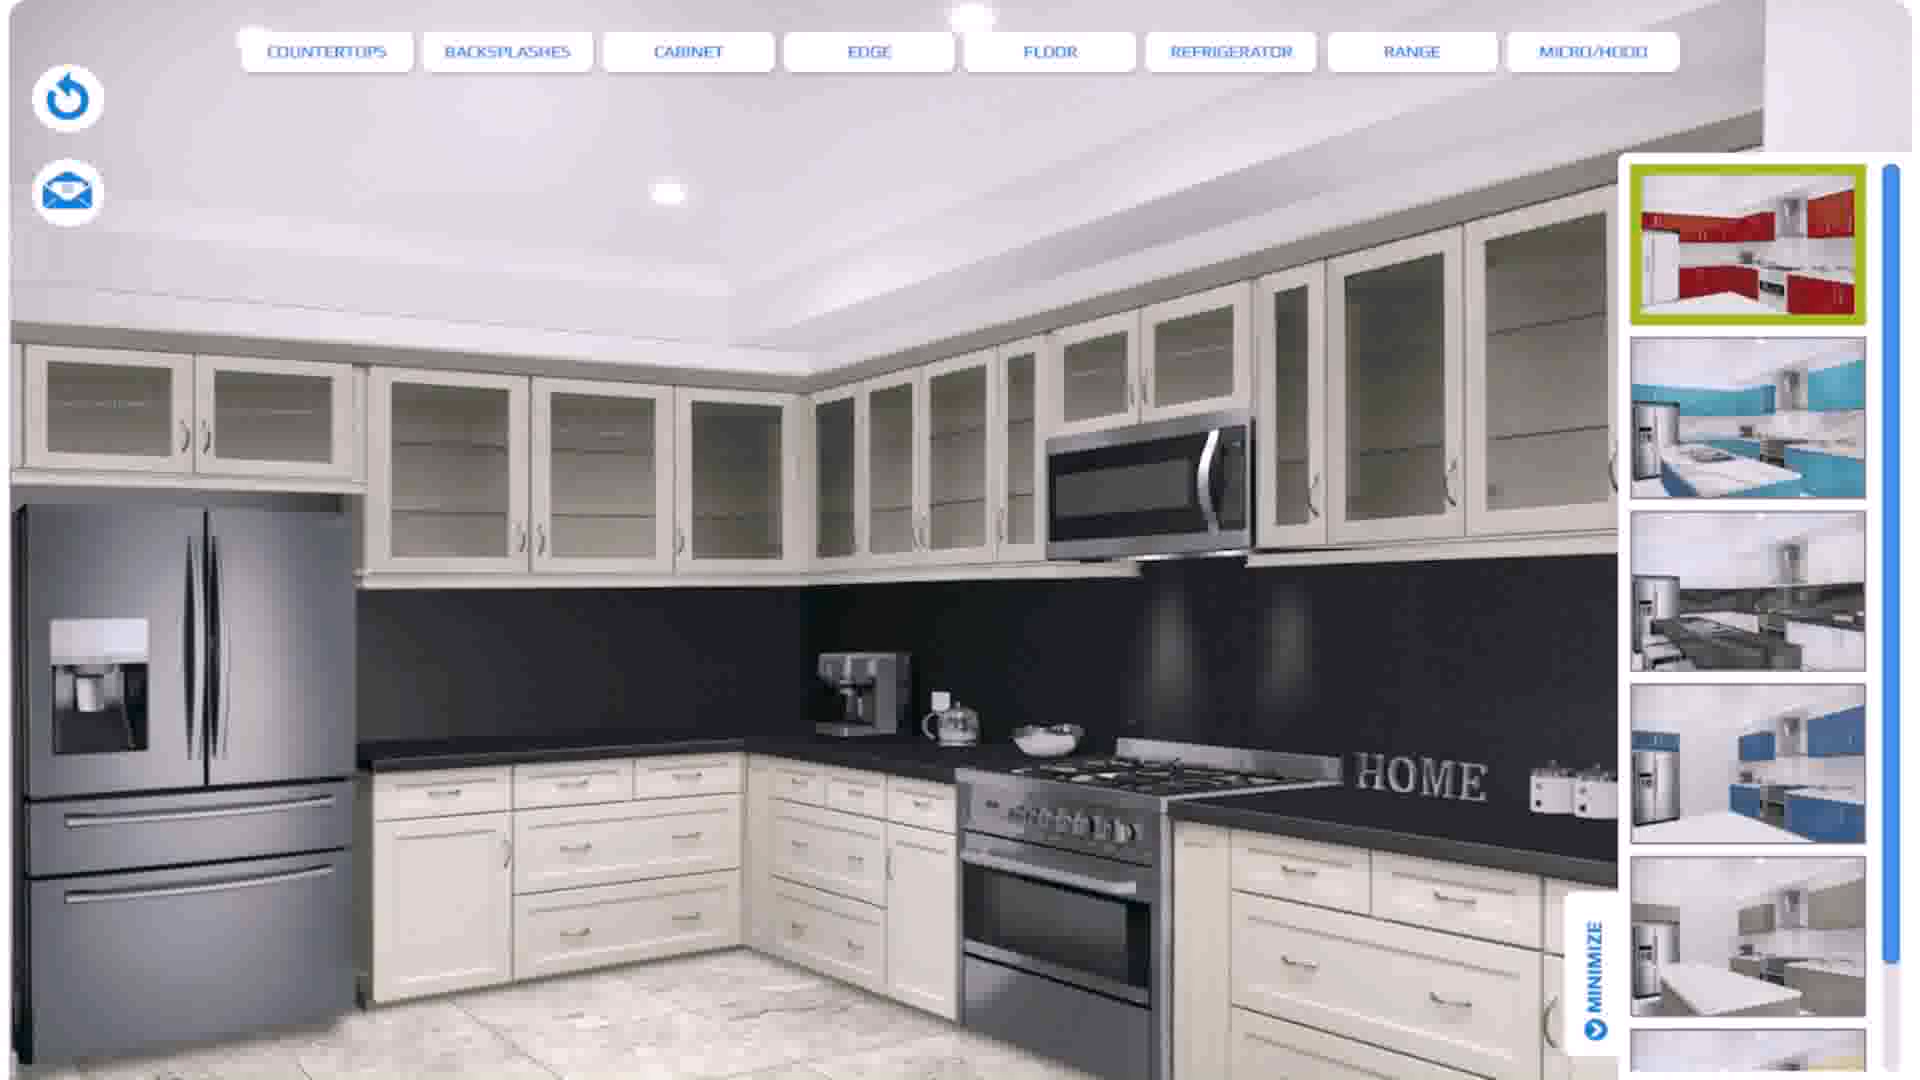 COUNTERTOPS
BACKSPLASHES
CABINET
EDGE
FLOOR
REFRIGERATOR
RANGE
MICRO/HOOD
HOME
MINIMIZE